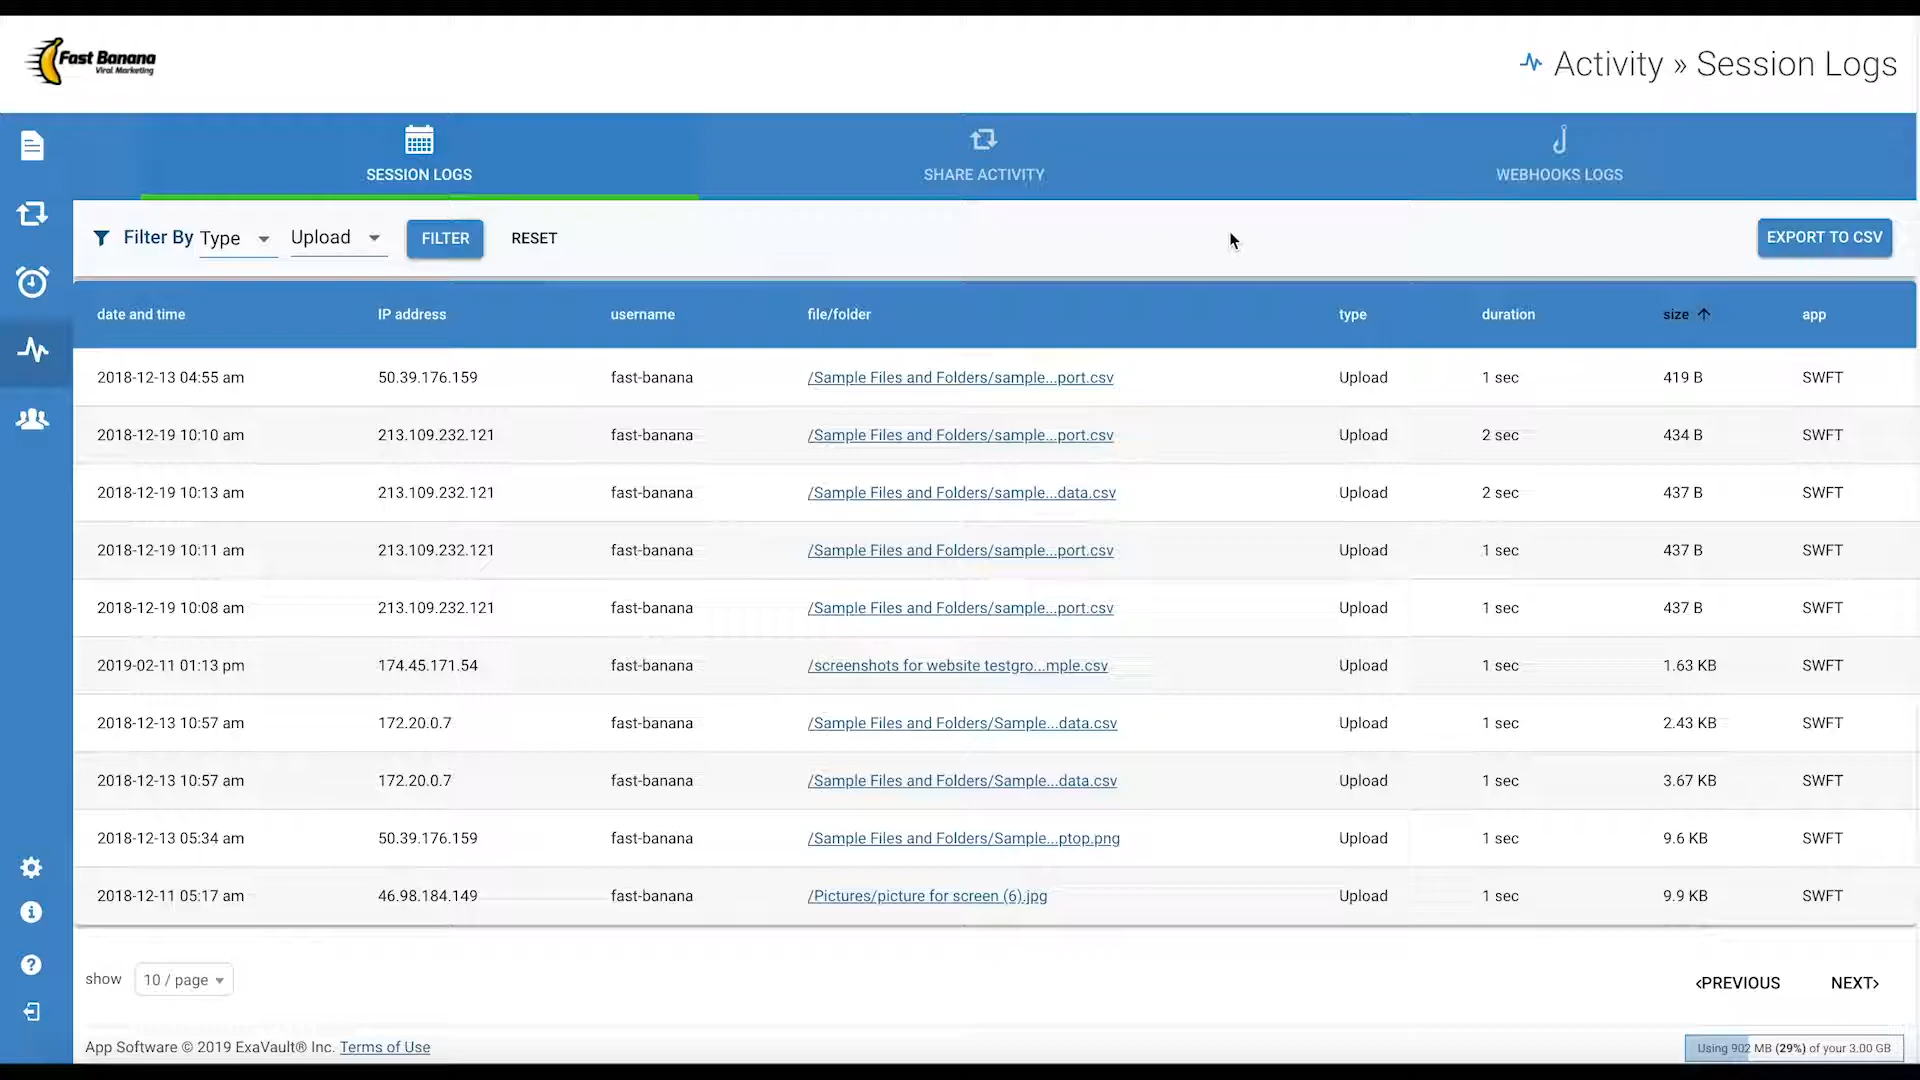 Fast Banana
Viral Marketing
Activity » Session Logs
SESSION LOGS
SHARE ACTIVITY
WEBHOOKS LOGS
Filter By Type Upload FILTER RESET EXPORT TO CSV
date and time IP address username file/folder type duration size app
2018-12-13 04:55 am 50.39.176.159 fast-banana /Sample Files and Folders/sample...port.csv Upload 1 sec 419 B SWFT
2018-12-19 10:10 am 213.109.232.121 fast-banana /Sample Files and Folders/sample...port.csv Upload 2 sec 434 B SWFT
2018-12-19 10:13 am 213.109.232.121 fast-banana /Sample Files and Folders/sample...data.csv Upload 2 sec 437 B SWFT
2018-12-19 10:11 am 213.109.232.121 fast-banana /Sample Files and Folders/sample...port.csv Upload 1 sec 437 B SWFT
2018-12-19 10:08 am 213.109.232.121 fast-banana /Sample Files and Folders/sample...port.csv Upload 1 sec 437 B SWFT
2019-02-11 01:13 pm 174.45.171.54 fast-banana /screenshots for website testgro...mple.csv Upload 1 sec 1.63 KB SWFT
2018-12-13 10:57 am 172.20.0.7 fast-banana /Sample Files and Folders/Sample...data.csv Upload 1 sec 2.43 KB SWFT
2018-12-13 10:57 am 172.20.0.7 fast-banana /Sample Files and Folders/Sample...data.csv Upload 1 sec 3.67 KB SWFT
2018-12-13 05:34 am 50.39.176.159 fast-banana /Sample Files and Folders/Sample...ptop.png Upload 1 sec 9.6 KB SWFT
2018-12-11 05:17 am 46.98.184.149 fast-banana /Pictures/picture for screen (6).jpg Upload 1 sec 9.9 KB SWFT
show 10 / page ‹PREVIOUS NEXT›
App Software © 2019 ExaVault® Inc. Terms of Use
Using 902 MB (29%) of your 3.00 GB